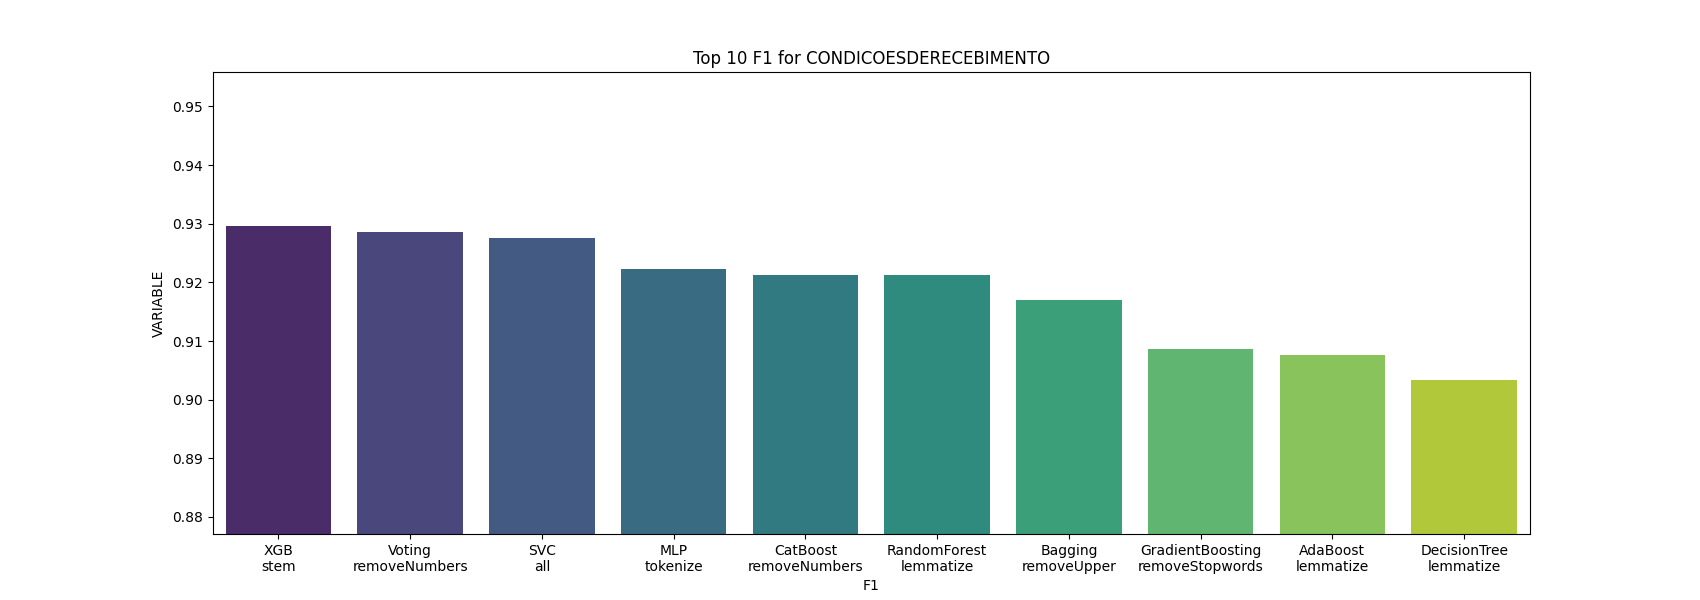 Top 10 F1 for CONDICOESDERECEBIMENTO
0.95
0.94
0.93
0.92
0.91
0.90
0.89
0.88
VARIABLE
XGB
stem
Voting
removeNumbers
SVC
all
MLP
tokenize
CatBoost
removeNumbers
RandomForest
lemmatize
Bagging
removeUpper
GradientBoosting
removeStopwords
AdaBoost
lemmatize
DecisionTree
lemmatize
F1